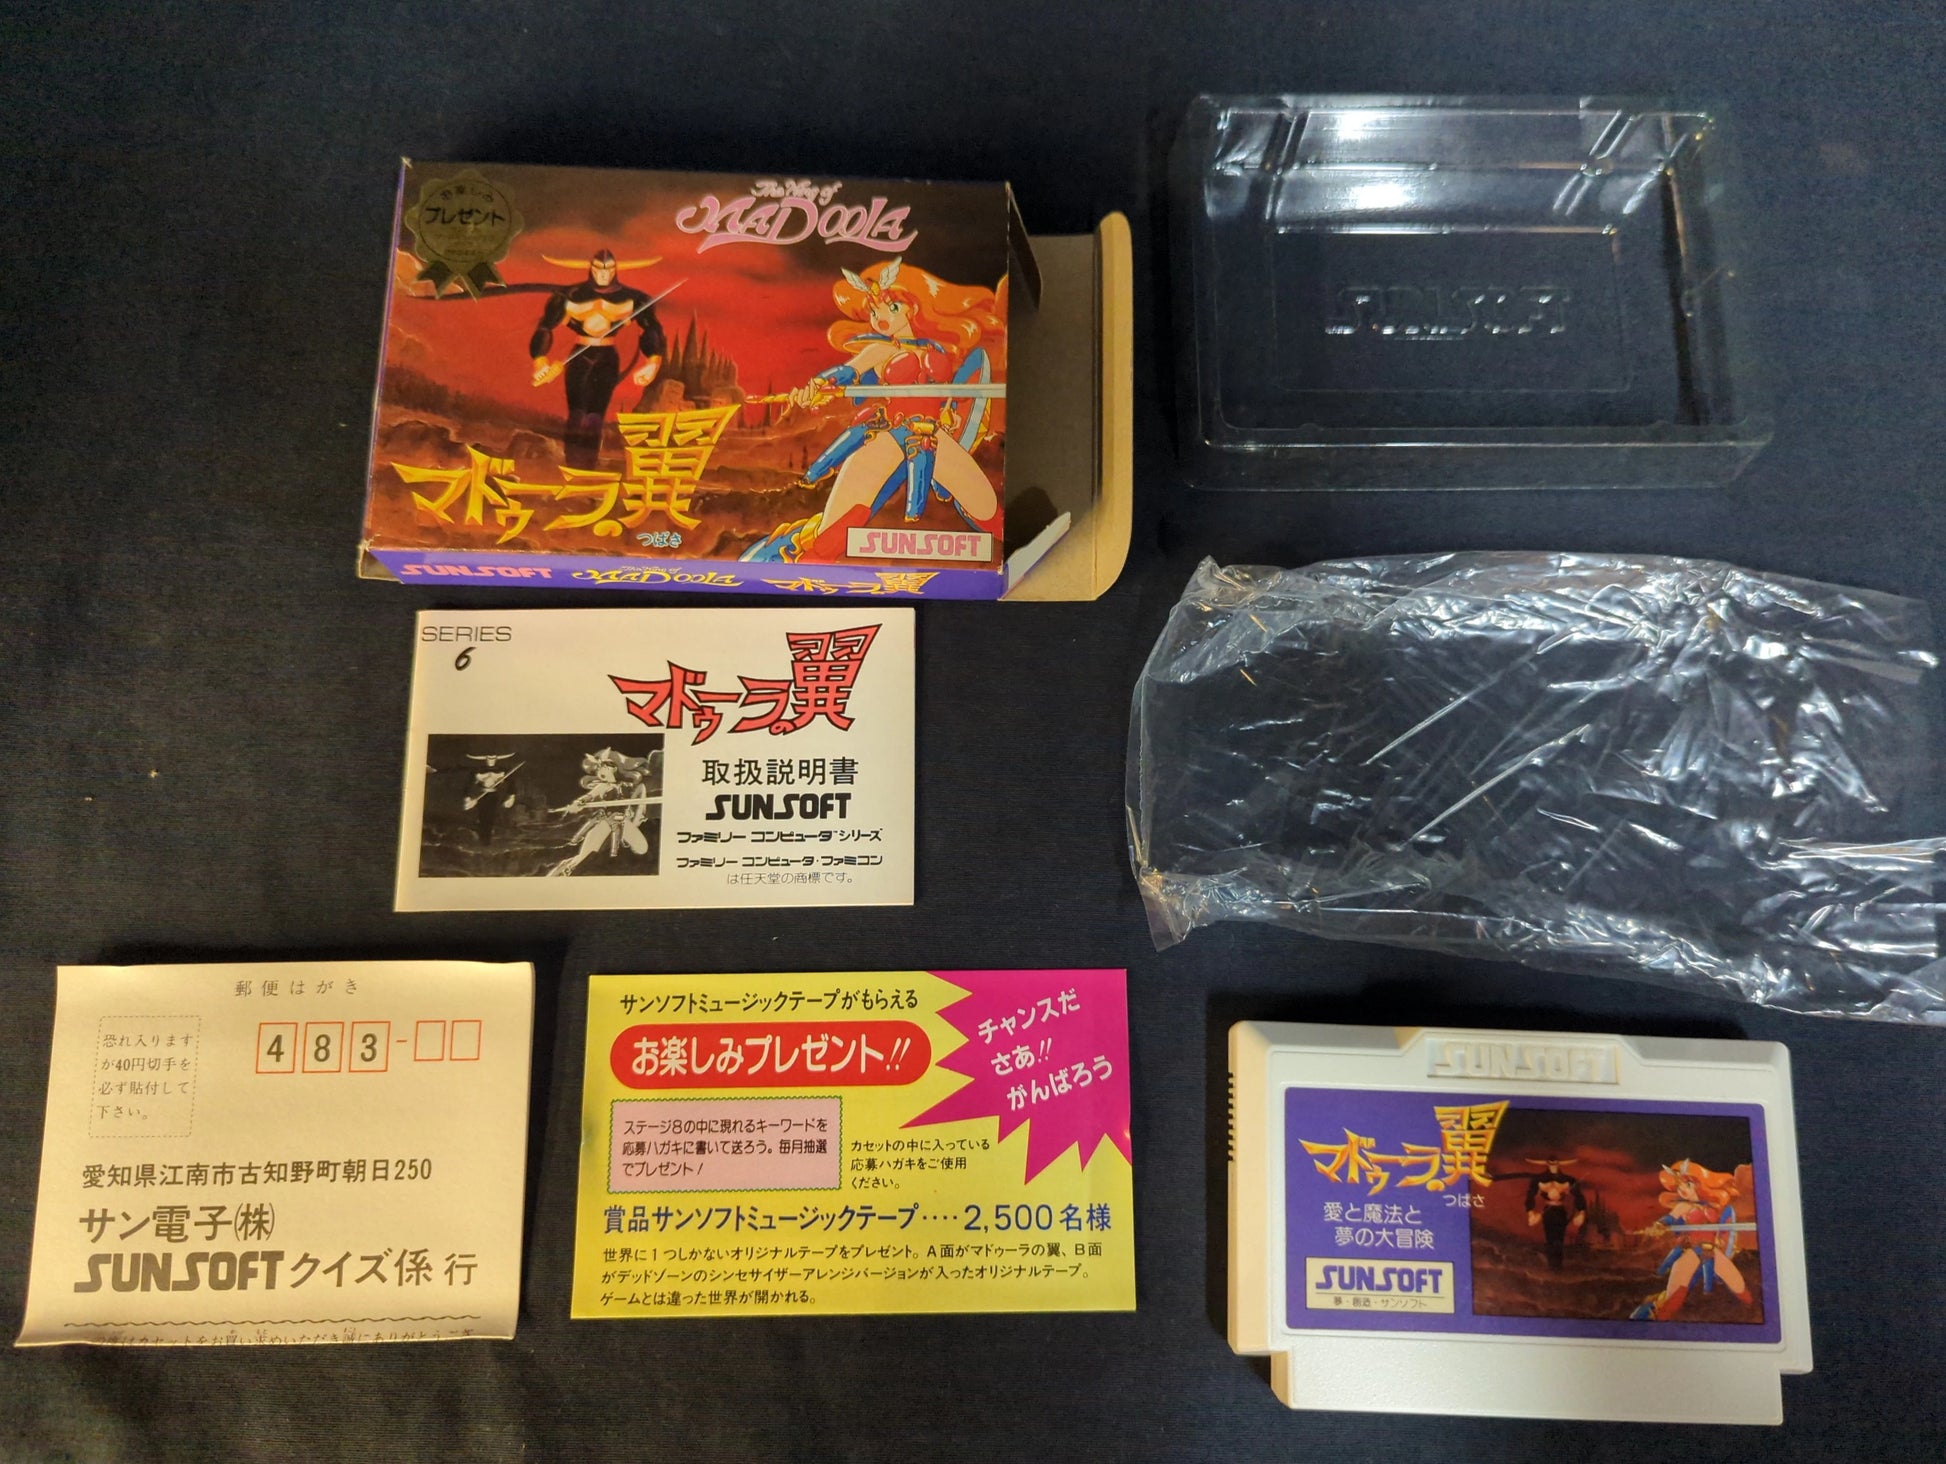 お楽しみ
プレゼント
The Wing of
MADOOLA
マドゥーラの翼
つばさ
SUNSOFT
SUNSOFT
The Wing of
MADOOLA
マドゥーラの翼
SUNSOFT
SERIES
6
マドゥーラの翼
取扱説明書
SUNSOFT
ファミリー コンピュータ™シリーズ
ファミリー コンピュータ・ファミコン
は任天堂の商標です。
郵便はがき
恐れ入ります
が40円切手を
必ず貼付して
下さい。
483-
愛知県江南市古知野町朝日250
サン電子(株)
SUNSOFTクイズ係 行
サンソフトミュージックテープがもらえる
お楽しみプレゼント!!
チャンスだ
さあ!!
がんばろう
ステージ8の中に現れるキーワードを
応募ハガキに書いて送ろう。毎月抽選
でプレゼント!
カセットの中に入っている
応募ハガキをご使用
ください。
賞品サンソフトミュージックテープ‥‥2,500名様
世界に1つしかないオリジナルテープをプレゼント。A面がマドゥーラの翼、B面
がデッドゾーンのシンセサイザーアレンジバージョンが入ったオリジナルテープ。
ゲームとは違った世界が開かれる。
SUNSOFT
マドゥーラの翼
つばさ
愛と魔法と
夢の大冒険
SUNSOFT
夢・創造・サンソフト